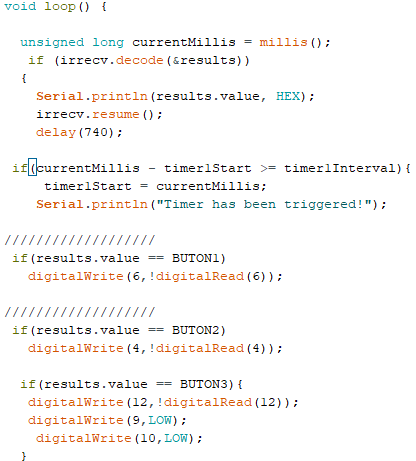 void loop() {
unsigned long currentMillis = millis();
if (irrecv.decode(&results))
{
Serial.println(results.value, HEX);
irrecv.resume();
delay(740);
if(currentMillis - timer1Start >= timer1Interval){
timer1Start = currentMillis;
Serial.println("Timer has been triggered!");
///////////////////
if(results.value == BUTON1)
digitalWrite(6,!digitalRead(6));
///////////////////
if(results.value == BUTON2)
digitalWrite(4,!digitalRead(4));
if(results.value == BUTON3){
digitalWrite(12,!digitalRead(12));
digitalWrite(9,LOW);
digitalWrite(10,LOW);
}